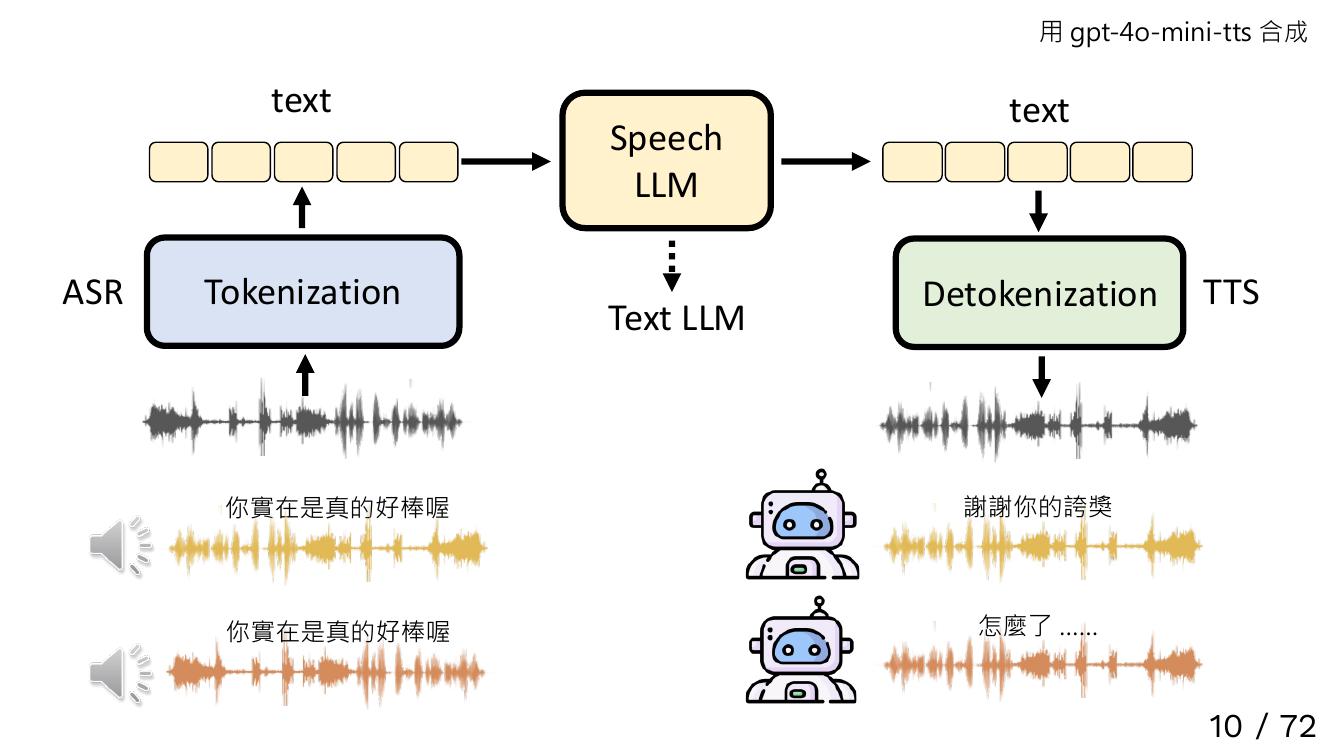 用 gpt-4o-mini-tts 合成
text
Speech
LLM
text
ASR
Tokenization
Text LLM
Detokenization
TTS
你實在是真的好棒喔
謝謝你的誇獎
你實在是真的好棒喔
怎麼了 ......
10 / 72